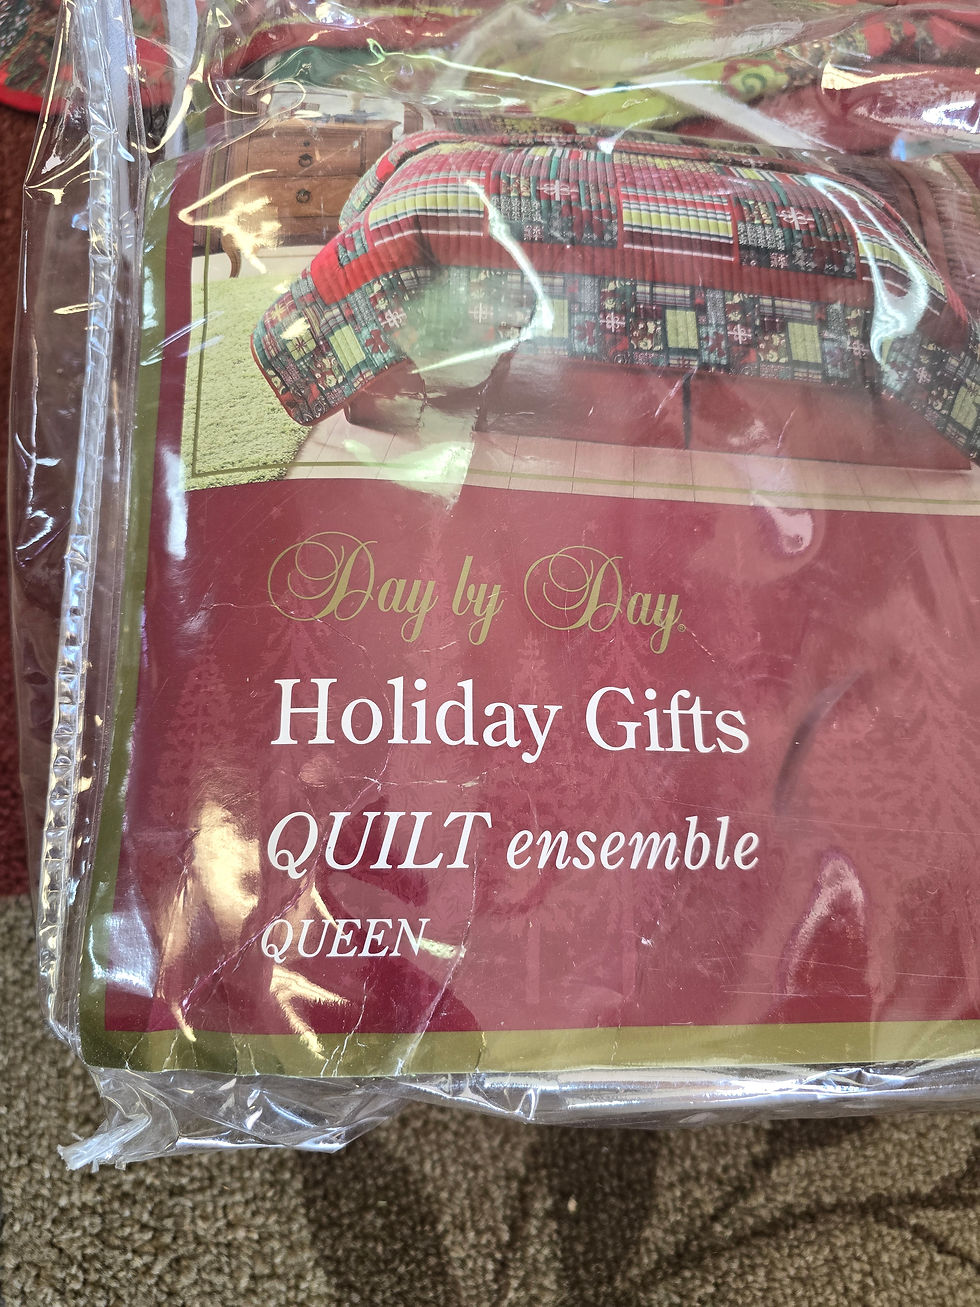 Day by Day®
Holiday Gifts
QUILT ensemble
QUEEN